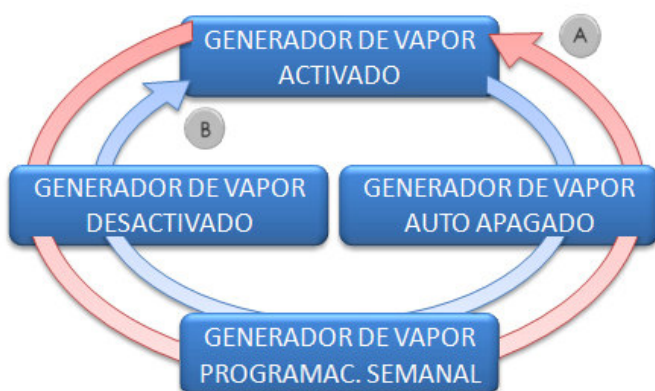 GENERADOR DE VAPOR
ACTIVADO
A
B
GENERADOR DE VAPOR
DESACTIVADO
GENERADOR DE VAPOR
AUTO APAGADO
GENERADOR DE VAPOR
PROGRAMAC. SEMANAL